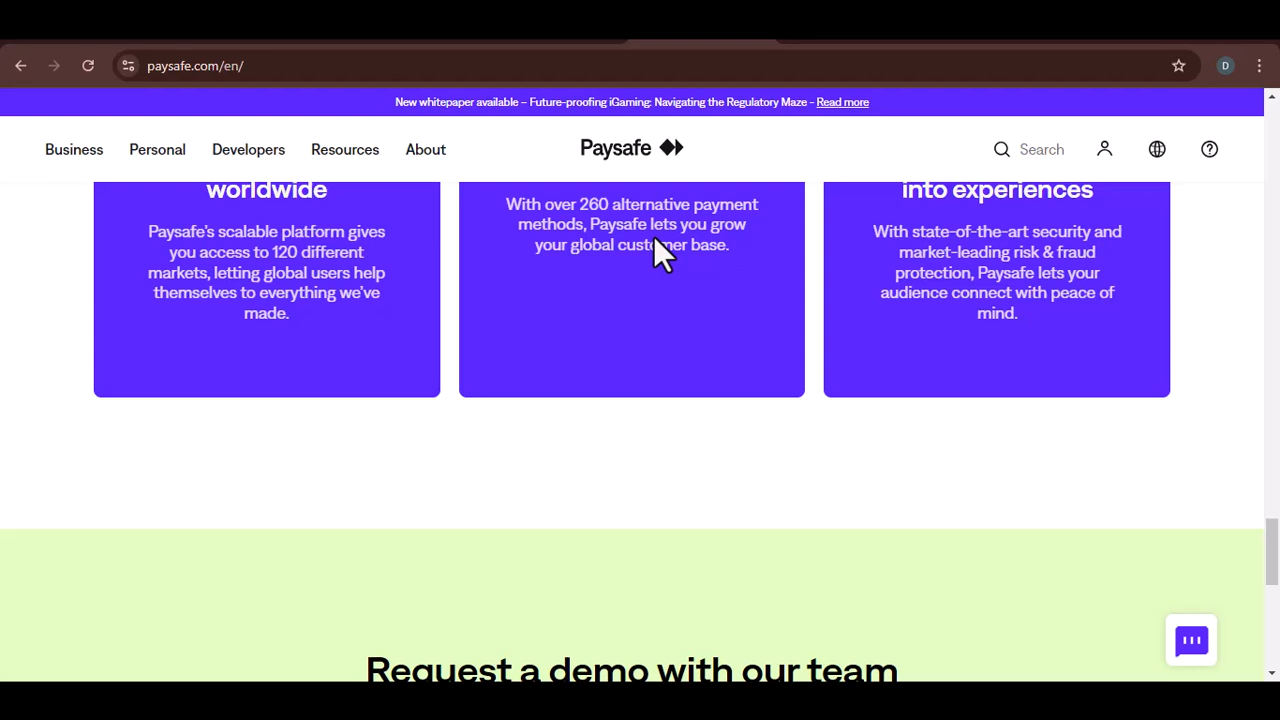 paysafe.com/en/
D
New whitepaper available – Future-proofing iGaming: Navigating the Regulatory Maze - Read more
Business Personal Developers Resources About Paysafe Search
worldwide
Paysafe's scalable platform gives
you access to 120 different
markets, letting global users help
themselves to everything we've
made.
With over 260 alternative payment
methods, Paysafe lets you grow
your global customer base.
into experiences
With state-of-the-art security and
market-leading risk & fraud
protection, Paysafe lets your
audience connect with peace of
mind.
Request a demo with our team